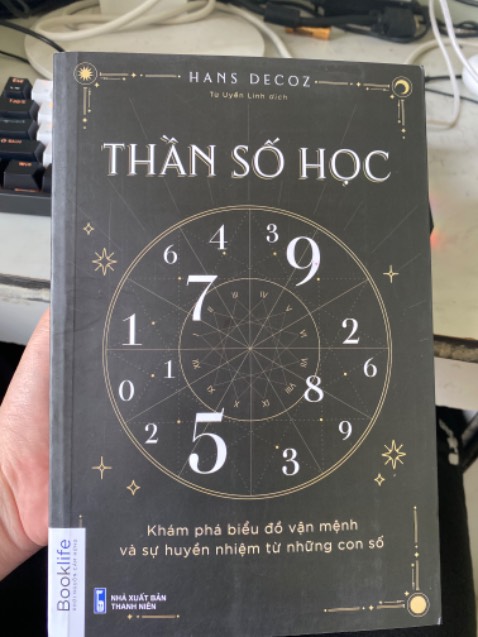 HANS DECOZ
Tú Uyển Linh dịch
THẦN SỐ HỌC
4
3
9
6
7
1
2
0
1
8
6
2
5
3
9
Khám phá biểu đồ vận mệnh
và sự huyền nhiệm từ những con số
Booklife
NHÀ XUẤT BẢN
THANH NIÊN